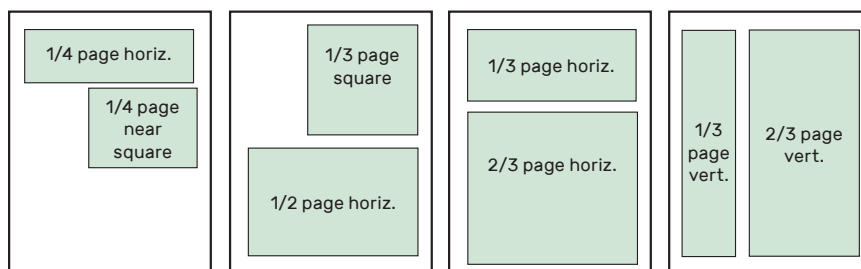 1/4 page horiz.
1/4 page
near
square
1/3 page
square
1/2 page horiz.
1/3 page horiz.
2/3 page horiz.
1/3
page
vert.
2/3 page
vert.